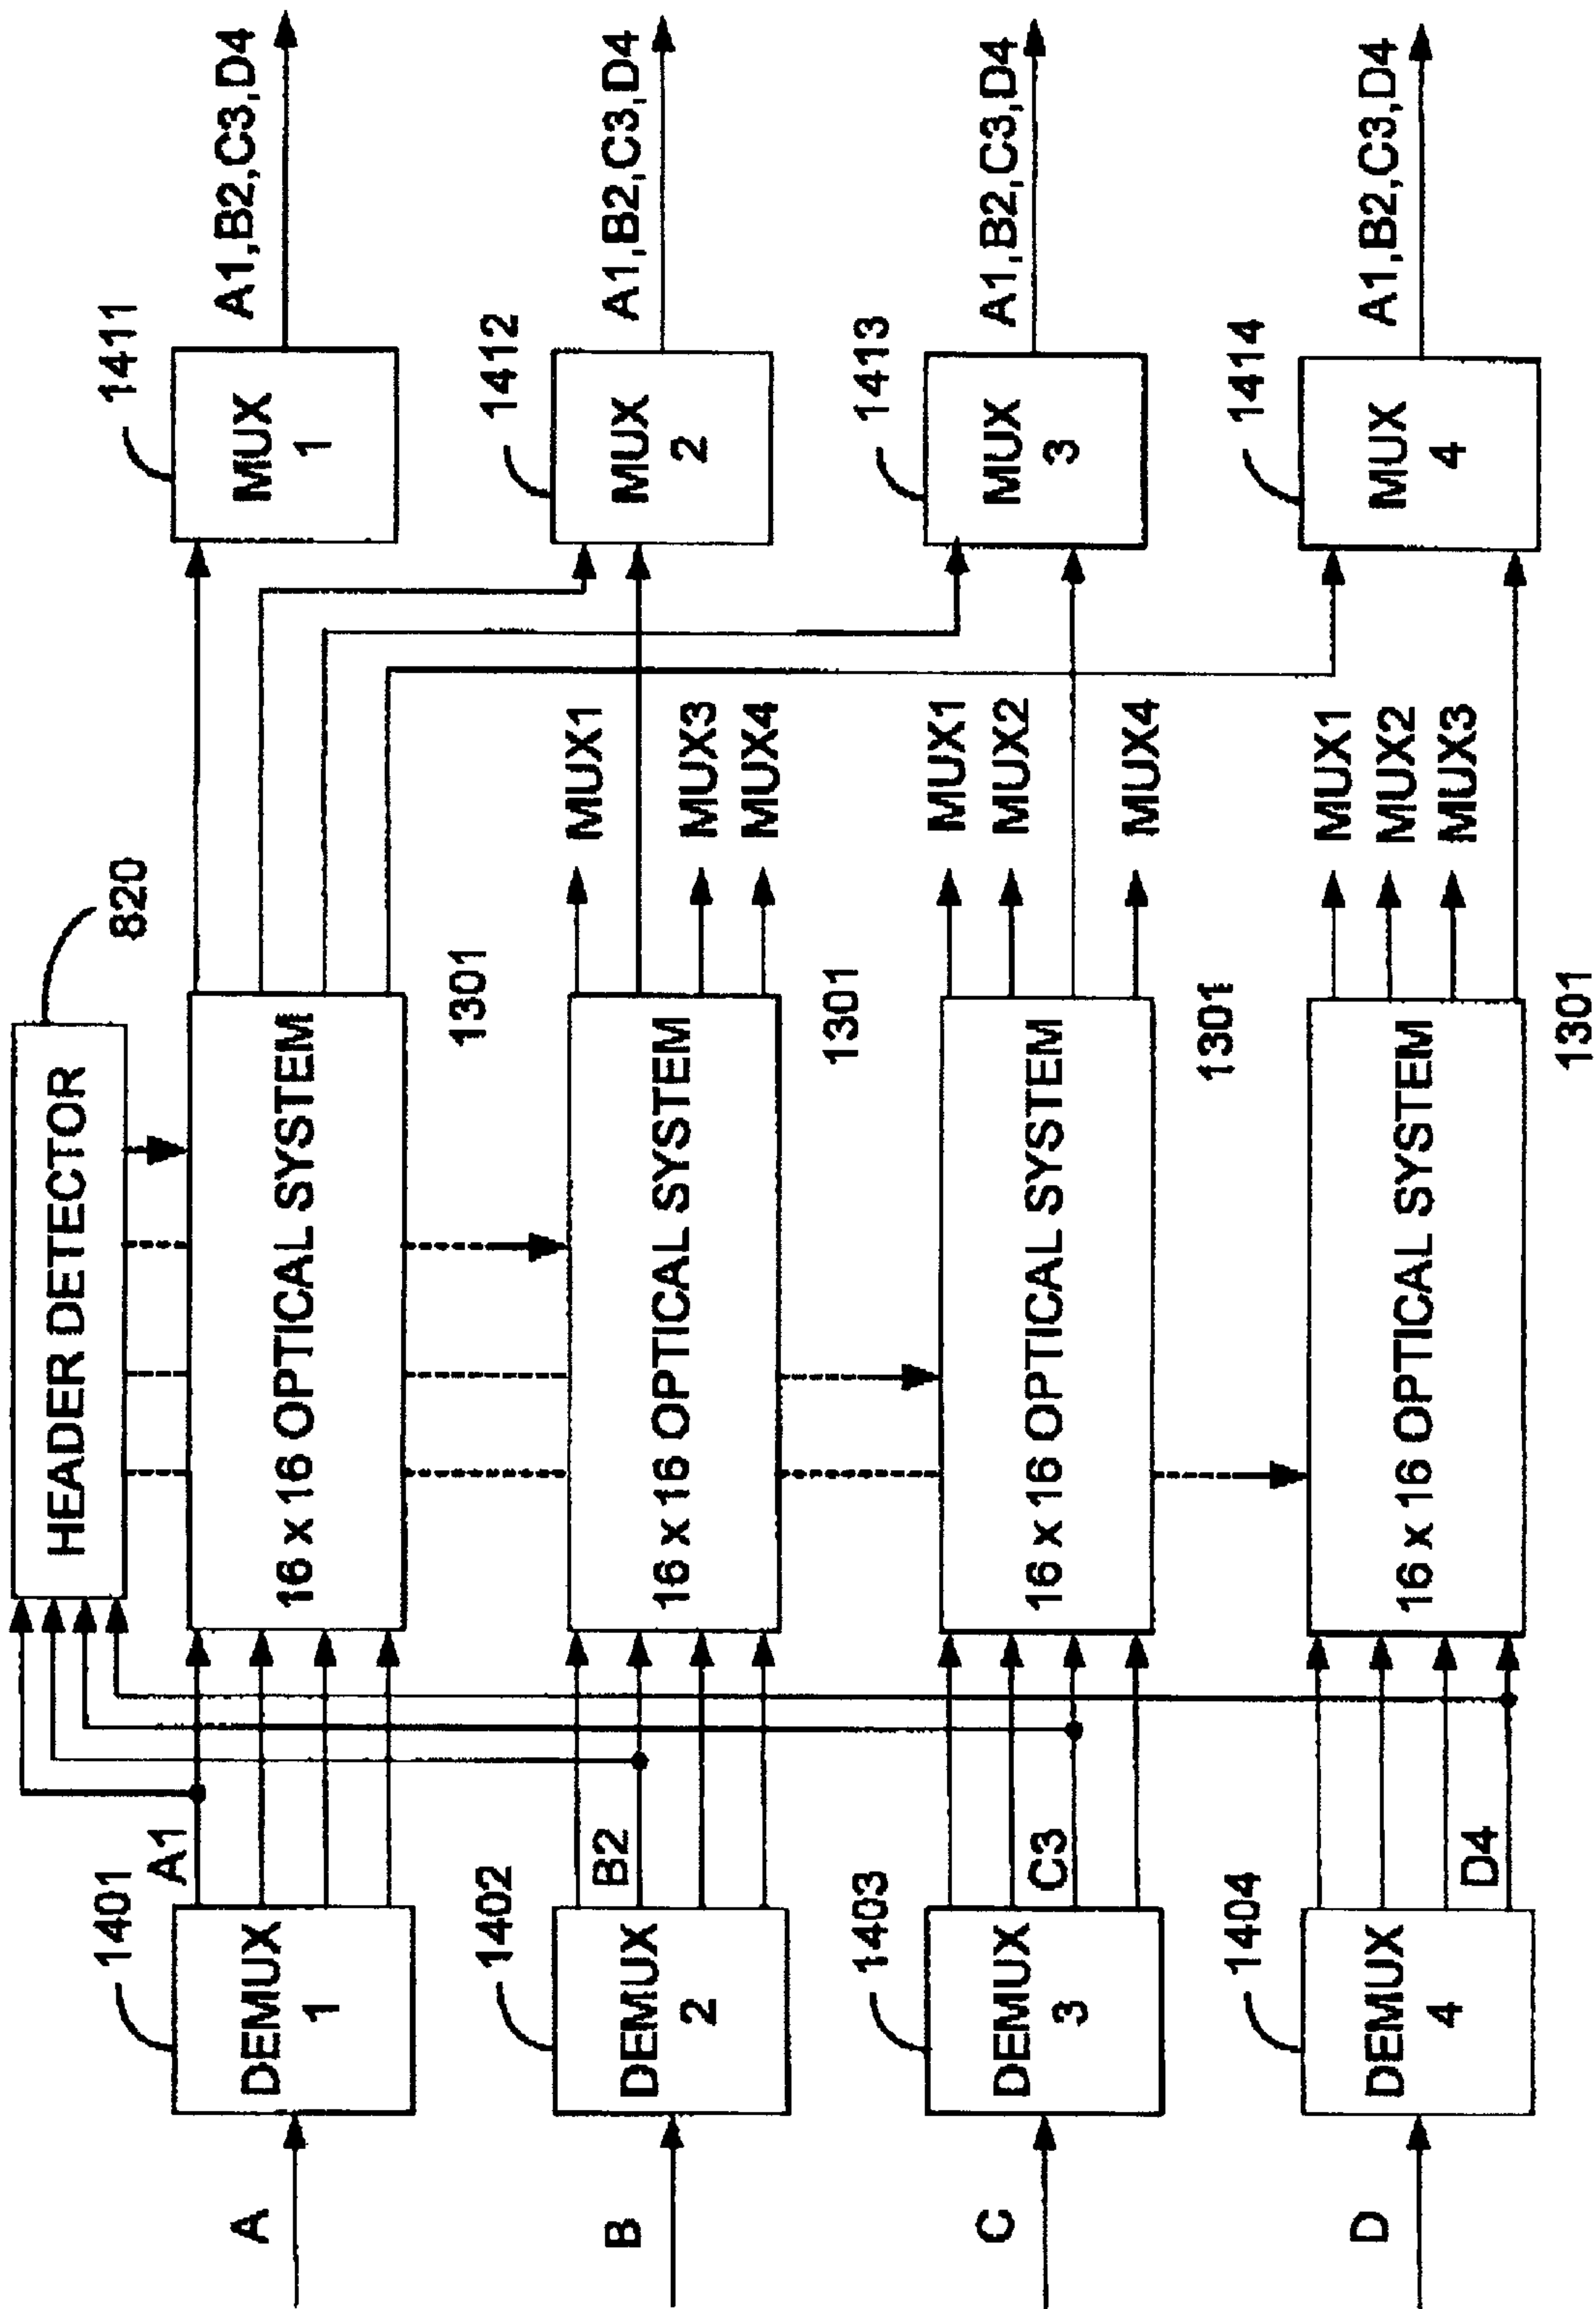 HEADER DETECTOR
820
A
1401
DEMUX
1
A1
16 x 16 OPTICAL SYSTEM
1301
1411
MUX
1
A1,B2,C3,D4
B
1402
DEMUX
2
B2
16 x 16 OPTICAL SYSTEM
1301
MUX1
MUX3
MUX4
1412
MUX
2
A1,B2,C3,D4
C
1403
DEMUX
3
C3
16 x 16 OPTICAL SYSTEM
1301
MUX1
MUX2
MUX4
1413
MUX
3
A1,B2,C3,D4
D
1404
DEMUX
4
D4
16 x 16 OPTICAL SYSTEM
1301
MUX1
MUX2
MUX3
1414
MUX
4
A1,B2,C3,D4